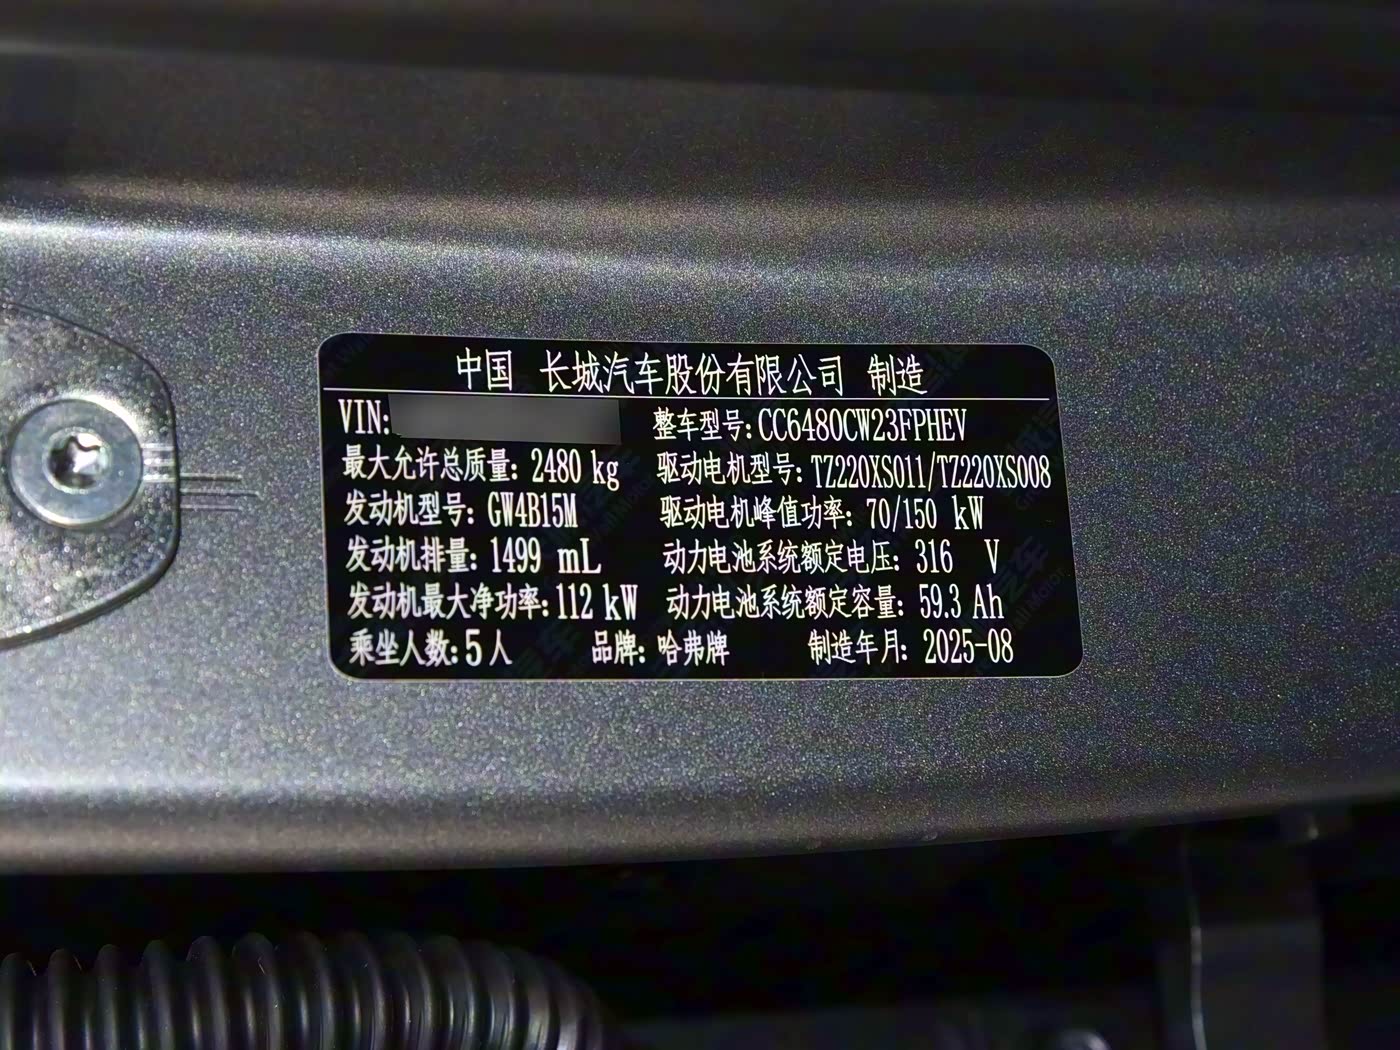 中国 长城汽车股份有限公司 制造
VIN: 整车型号:CC6480CW23FPHEV
最大允许总质量: 2480 kg 驱动电机型号: TZ220XS011/TZ220XS008
发动机型号: GW4B15M 驱动电机峰值功率: 70/150 kW
发动机排量: 1499 mL 动力电池系统额定电压: 316 V
发动机最大净功率:112 kW 动力电池系统额定容量: 59.3 Ah
乘坐人数:5人 品牌: 哈弗牌 制造年月: 2025-08